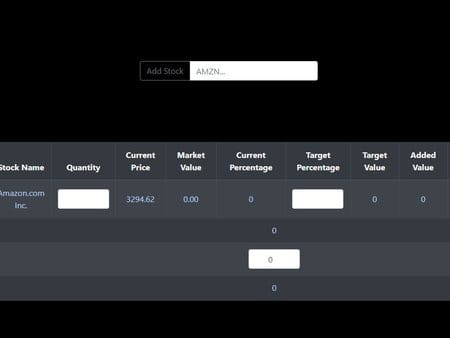 Add Stock AMZN...
Stock Name Quantity Current Price Market Value Current Percentage Target Percentage Target Value Added Value
Amazon.com Inc. 3294.62 0.00 0 0 0
0
0
0